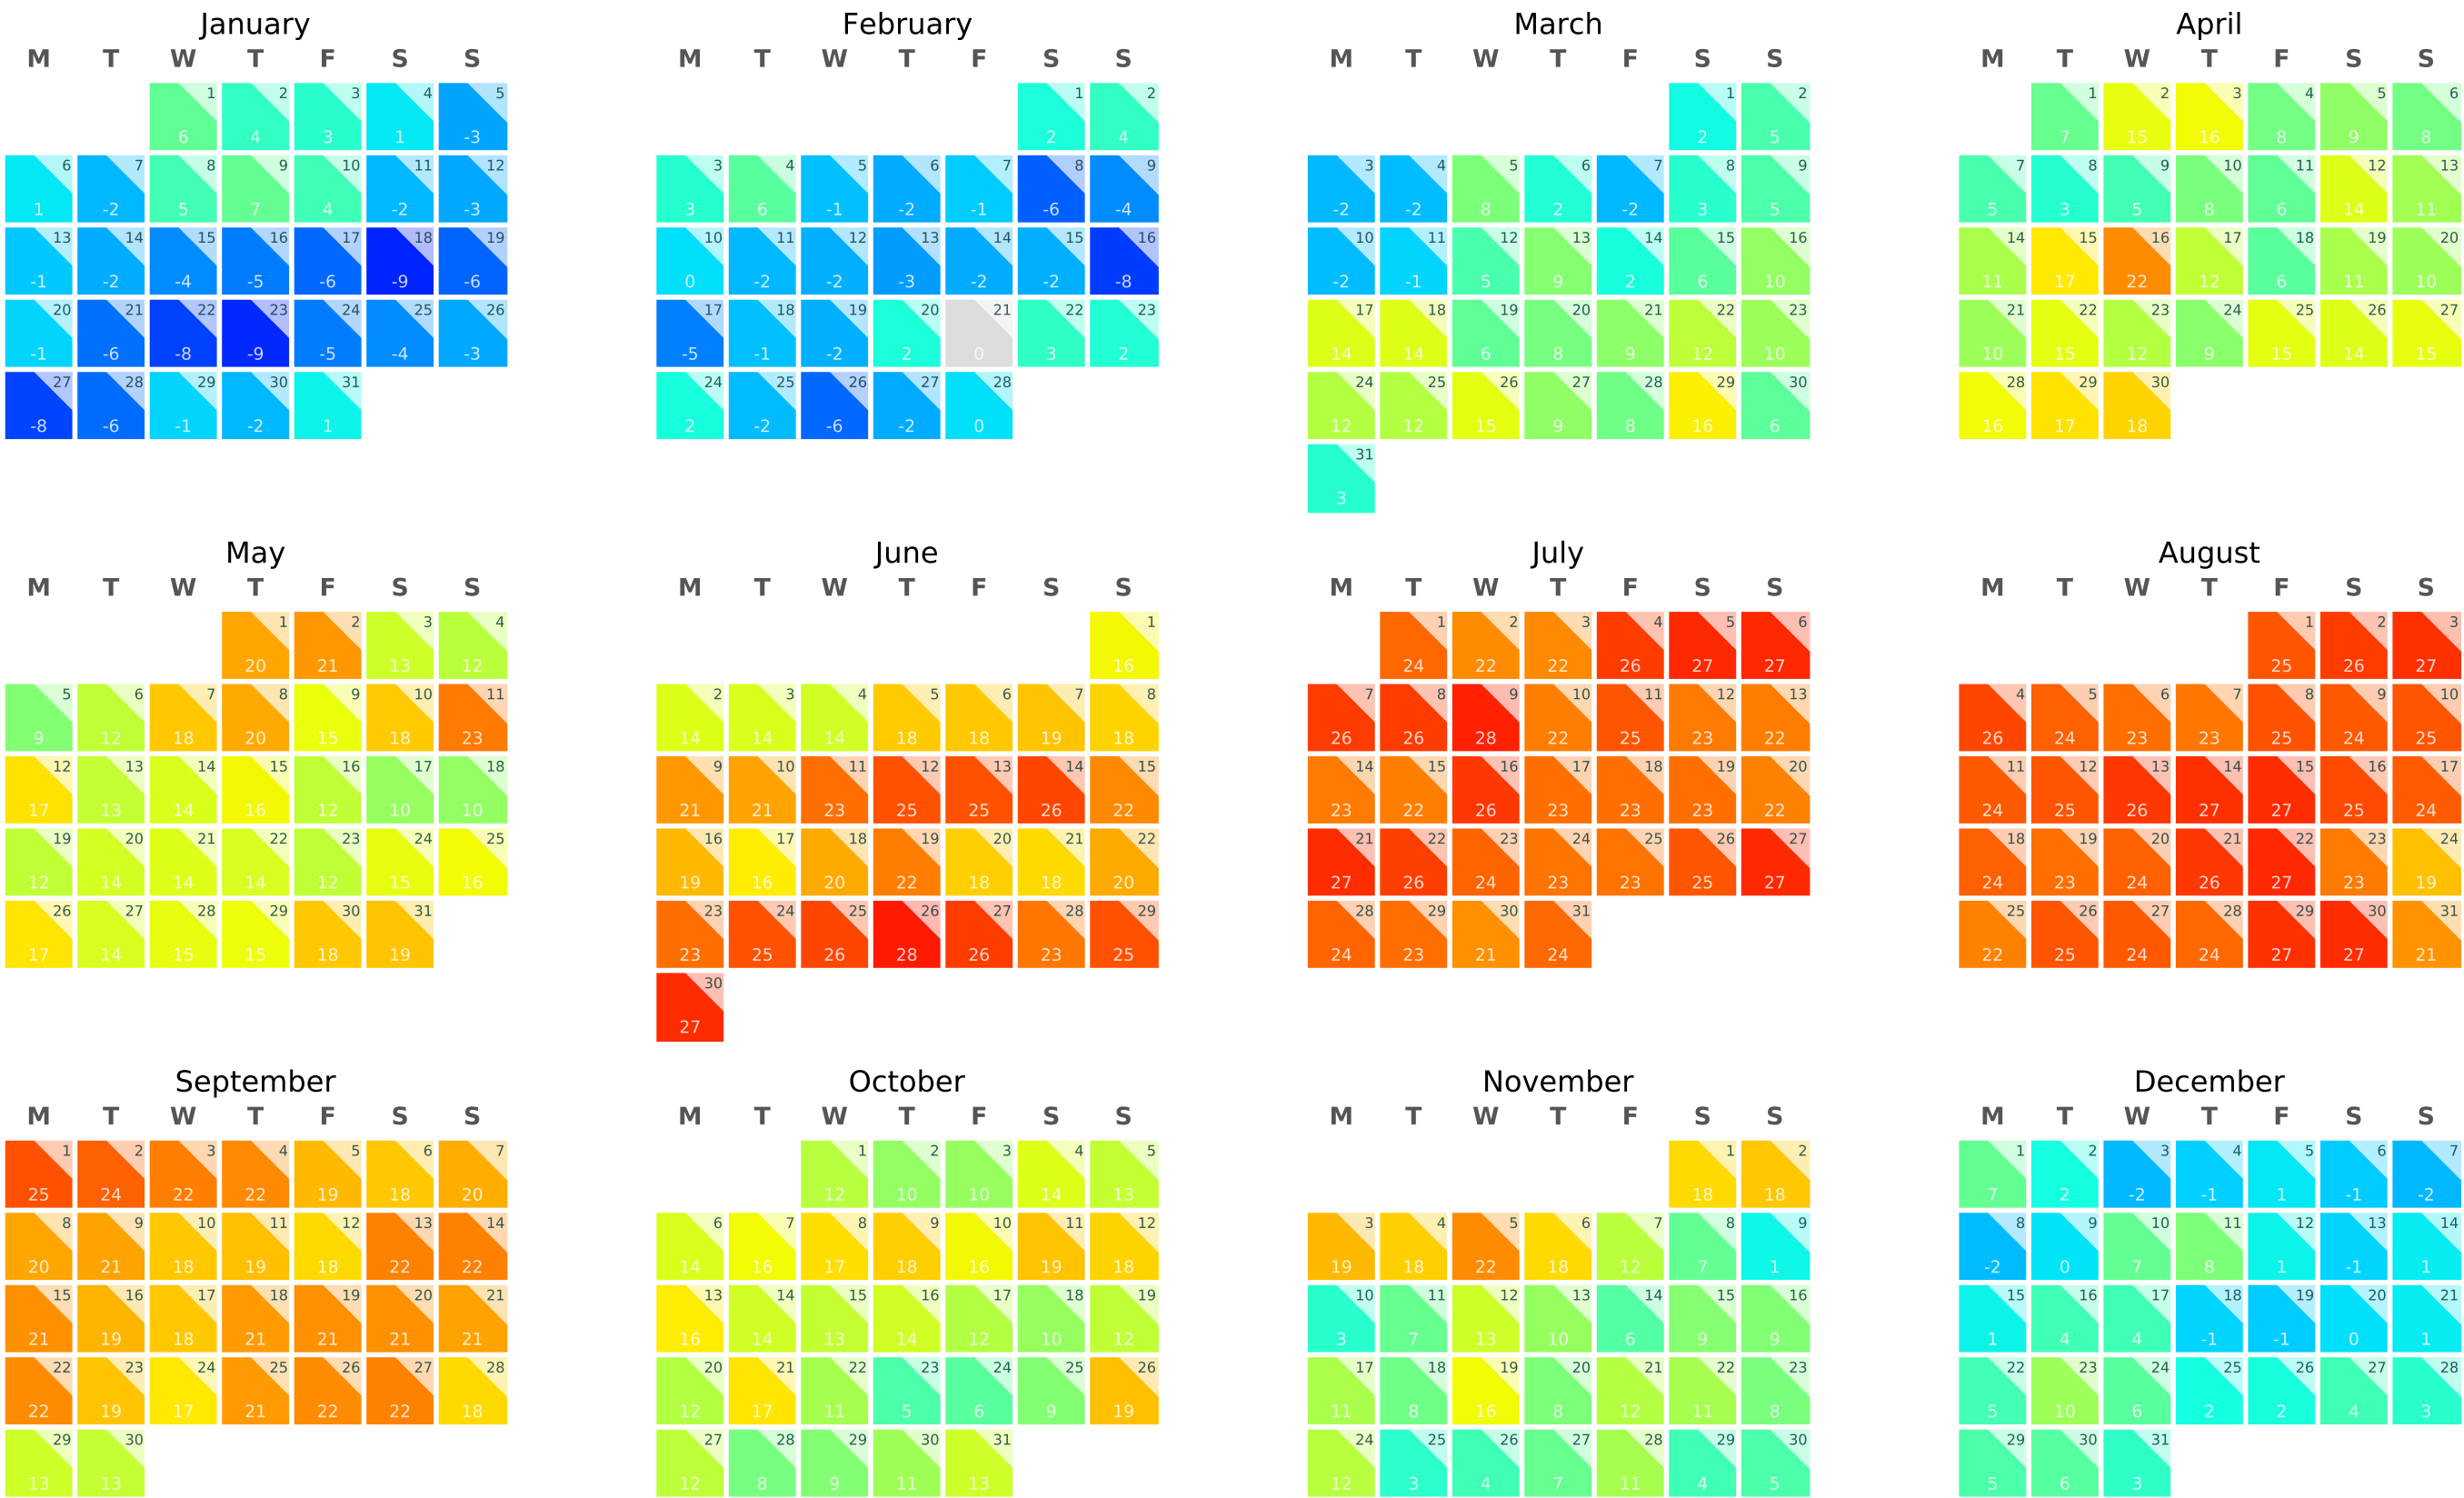 January February March April
M T W T F S S M T W T F S S M T W T F S S M T W T F S S
1 2 3 4 5 1 2 1 2 1 2 3 4 5 6
6 4 3 1 -3 2 4 2 5 7 15 16 8 9 8
6 7 8 9 10 11 12 3 4 5 6 7 8 9 3 4 5 6 7 8 9 7 8 9 10 11 12 13
1 -2 5 7 4 -2 -3 3 6 -1 -2 -1 -6 -4 -2 -2 8 2 -2 3 5 5 3 5 8 6 14 11
13 14 15 16 17 18 19 10 11 12 13 14 15 16 10 11 12 13 14 15 16 14 15 16 17 18 19 20
-1 -2 -4 -5 -6 -9 -6 0 -2 -2 -3 -2 -2 -8 -2 -1 5 9 2 6 10 11 17 22 12 6 11 10
20 21 22 23 24 25 26 17 18 19 20 21 22 23 17 18 19 20 21 22 23 21 22 23 24 25 26 27
-1 -6 -8 -9 -5 -4 -3 -5 -1 -2 2 0 3 2 14 14 6 8 9 12 10 10 15 12 9 15 14 15
27 28 29 30 31 24 25 26 27 28 24 25 26 27 28 29 30 28 29 30
-8 -6 -1 -2 1 2 -2 -6 -2 0 12 12 15 9 8 16 6 16 17 18
31
3
May June July August
M T W T F S S M T W T F S S M T W T F S S M T W T F S S
1 2 3 4 1 1 2 3 4 5 6 1 2 3
20 21 13 12 16 24 22 22 26 27 27 25 26 27
5 6 7 8 9 10 11 2 3 4 5 6 7 8 7 8 9 10 11 12 13 4 5 6 7 8 9 10
9 12 18 20 15 18 23 14 14 14 18 18 19 18 26 26 28 22 25 23 22 26 24 23 23 25 24 25
12 13 14 15 16 17 18 9 10 11 12 13 14 15 14 15 16 17 18 19 20 11 12 13 14 15 16 17
17 13 14 16 12 10 10 21 21 23 25 25 26 22 23 22 26 23 23 23 22 24 25 26 27 27 25 24
19 20 21 22 23 24 25 16 17 18 19 20 21 22 21 22 23 24 25 26 27 18 19 20 21 22 23 24
12 14 14 14 12 15 16 19 16 20 22 18 18 20 27 26 24 23 23 25 27 24 23 24 26 27 23 19
26 27 28 29 30 31 23 24 25 26 27 28 29 28 29 30 31 25 26 27 28 29 30 31
17 14 15 15 18 19 23 25 26 28 26 23 25 24 23 21 24 22 25 24 24 27 27 21
30
27
September October November December
M T W T F S S M T W T F S S M T W T F S S M T W T F S S
1 2 3 4 5 6 7 1 2 3 4 5 1 2 1 2 3 4 5 6 7
25 24 22 22 19 18 20 12 10 10 14 13 18 18 7 2 -2 -1 1 -1 -2
8 9 10 11 12 13 14 6 7 8 9 10 11 12 3 4 5 6 7 8 9 8 9 10 11 12 13 14
20 21 18 19 18 22 22 14 16 17 18 16 19 18 19 18 22 18 12 7 1 -2 0 7 8 1 -1 1
15 16 17 18 19 20 21 13 14 15 16 17 18 19 10 11 12 13 14 15 16 15 16 17 18 19 20 21
21 19 18 21 21 21 21 16 14 13 14 12 10 12 3 7 13 10 6 9 9 1 4 4 -1 -1 0 1
22 23 24 25 26 27 28 20 21 22 23 24 25 26 17 18 19 20 21 22 23 22 23 24 25 26 27 28
22 19 17 21 22 22 18 12 17 11 5 6 9 19 11 8 16 8 12 11 8 5 10 6 2 2 4 3
29 30 27 28 29 30 31 24 25 26 27 28 29 30 29 30 31
13 13 12 8 9 11 13 12 3 4 7 11 4 5 5 6 3